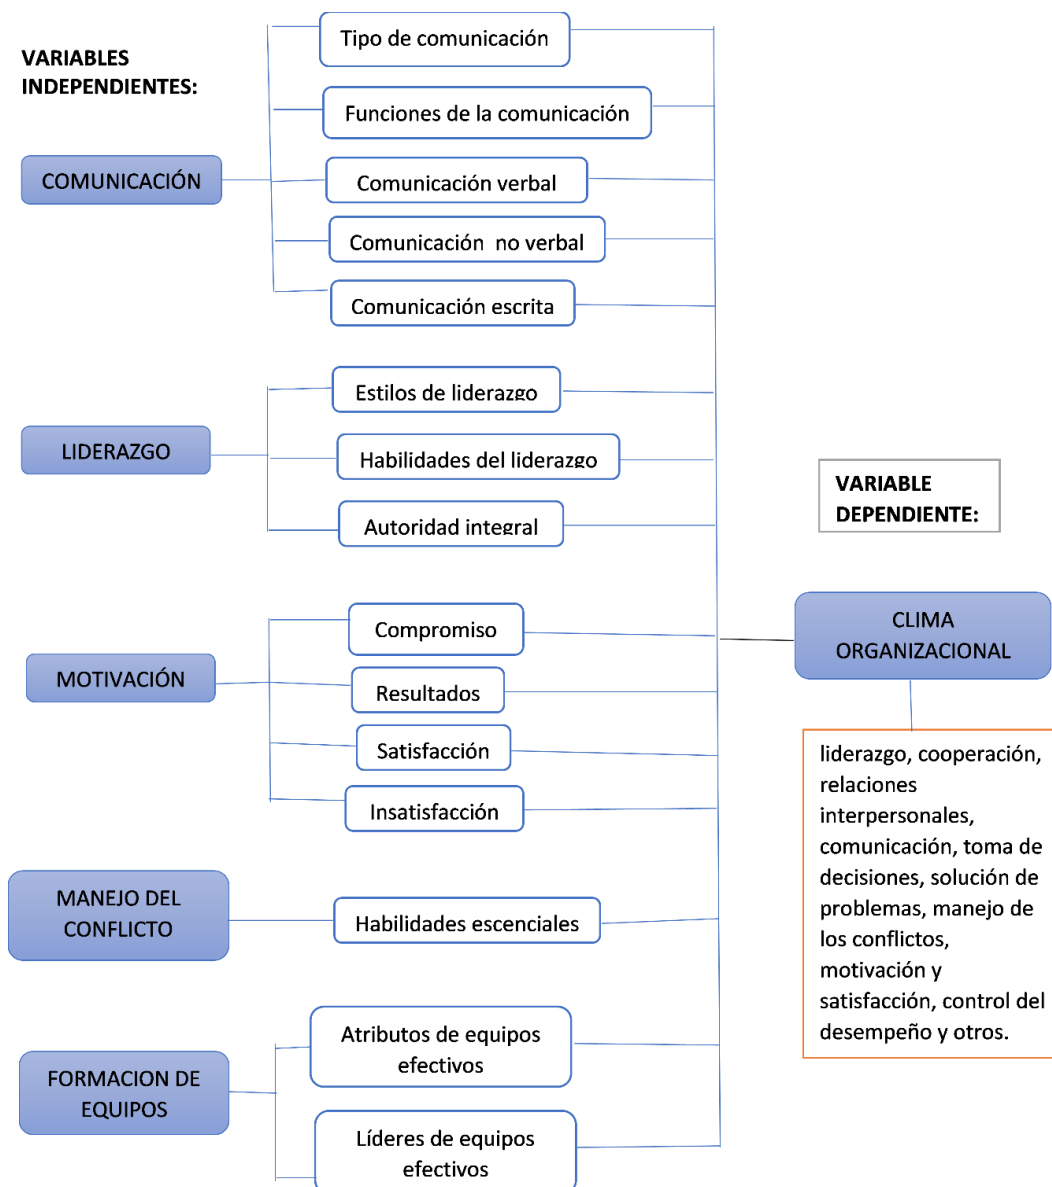 VARIABLES
INDEPENDIENTES:
COMUNICACIÓN
Tipo de comunicación
Funciones de la comunicación
Comunicación verbal
Comunicación no verbal
Comunicación escrita
LIDERAZGO
Estilos de liderazgo
Habilidades del liderazgo
Autoridad integral
MOTIVACIÓN
Compromiso
Resultados
Satisfacción
Insatisfacción
MANEJO DEL
CONFLICTO
Habilidades escenciales
FORMACION DE
EQUIPOS
Atributos de equipos
efectivos
Líderes de equipos
efectivos
VARIABLE
DEPENDIENTE:
CLIMA
ORGANIZACIONAL
liderazgo, cooperación,
relaciones
interpersonales,
comunicación, toma de
decisiones, solución de
problemas, manejo de
los conflictos,
motivación y
satisfacción, control del
desempeño y otros.